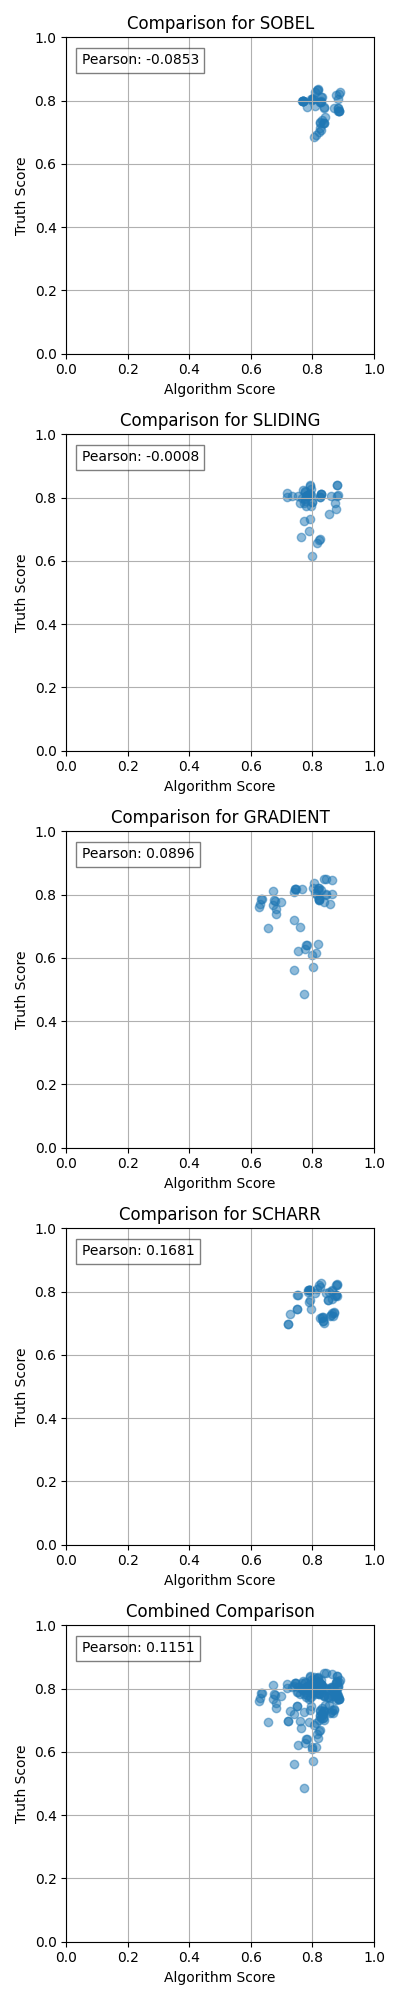 Comparison for SOBEL
Pearson: -0.0853
1.0
0.8
0.6
0.4
0.2
0.0
Truth Score
0.0 0.2 0.4 0.6 0.8 1.0
Algorithm Score
Comparison for SLIDING
Pearson: -0.0008
1.0
0.8
0.6
0.4
0.2
0.0
Truth Score
0.0 0.2 0.4 0.6 0.8 1.0
Algorithm Score
Comparison for GRADIENT
Pearson: 0.0896
1.0
0.8
0.6
0.4
0.2
0.0
Truth Score
0.0 0.2 0.4 0.6 0.8 1.0
Algorithm Score
Comparison for SCHARR
Pearson: 0.1681
1.0
0.8
0.6
0.4
0.2
0.0
Truth Score
0.0 0.2 0.4 0.6 0.8 1.0
Algorithm Score
Combined Comparison
Pearson: 0.1151
1.0
0.8
0.6
0.4
0.2
0.0
Truth Score
0.0 0.2 0.4 0.6 0.8 1.0
Algorithm Score